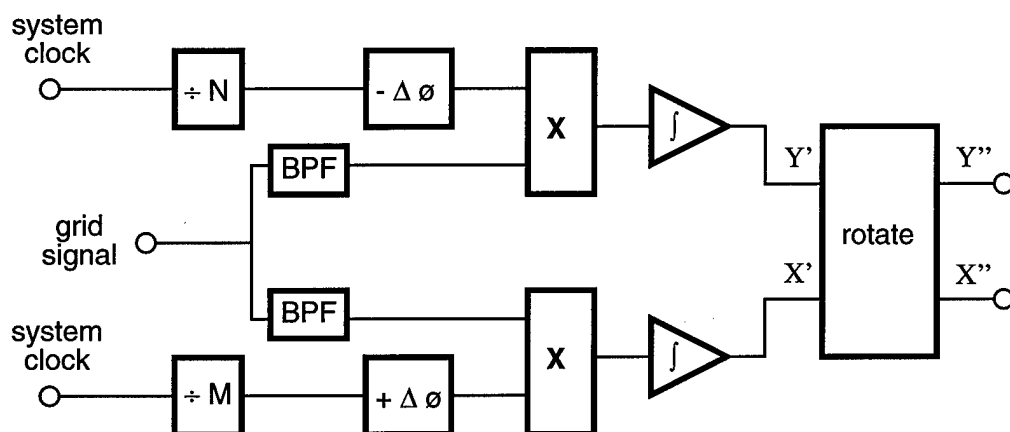 system
clock
÷ N
- Δ ø
X
∫
BPF
Y'
Y”
grid
signal
rotate
X'
X”
BPF
system
clock
÷ M
+ Δ ø
X
∫